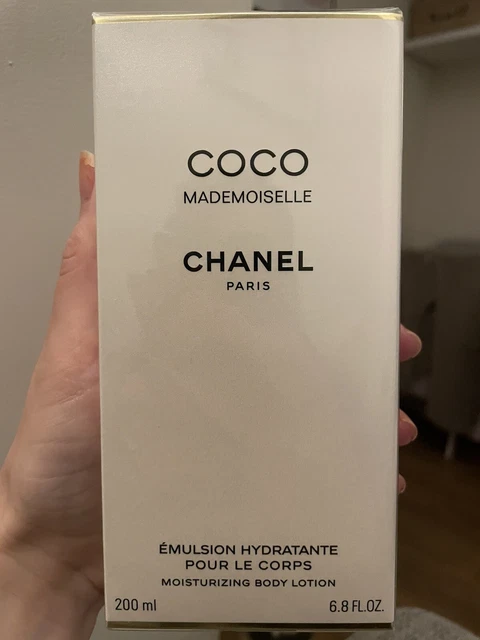 COCO
MADEMOISELLE
CHANEL
PARIS
ÉMULSION HYDRATANTE
POUR LE CORPS
MOISTURIZING BODY LOTION
200 ml 6.8 FL.OZ.